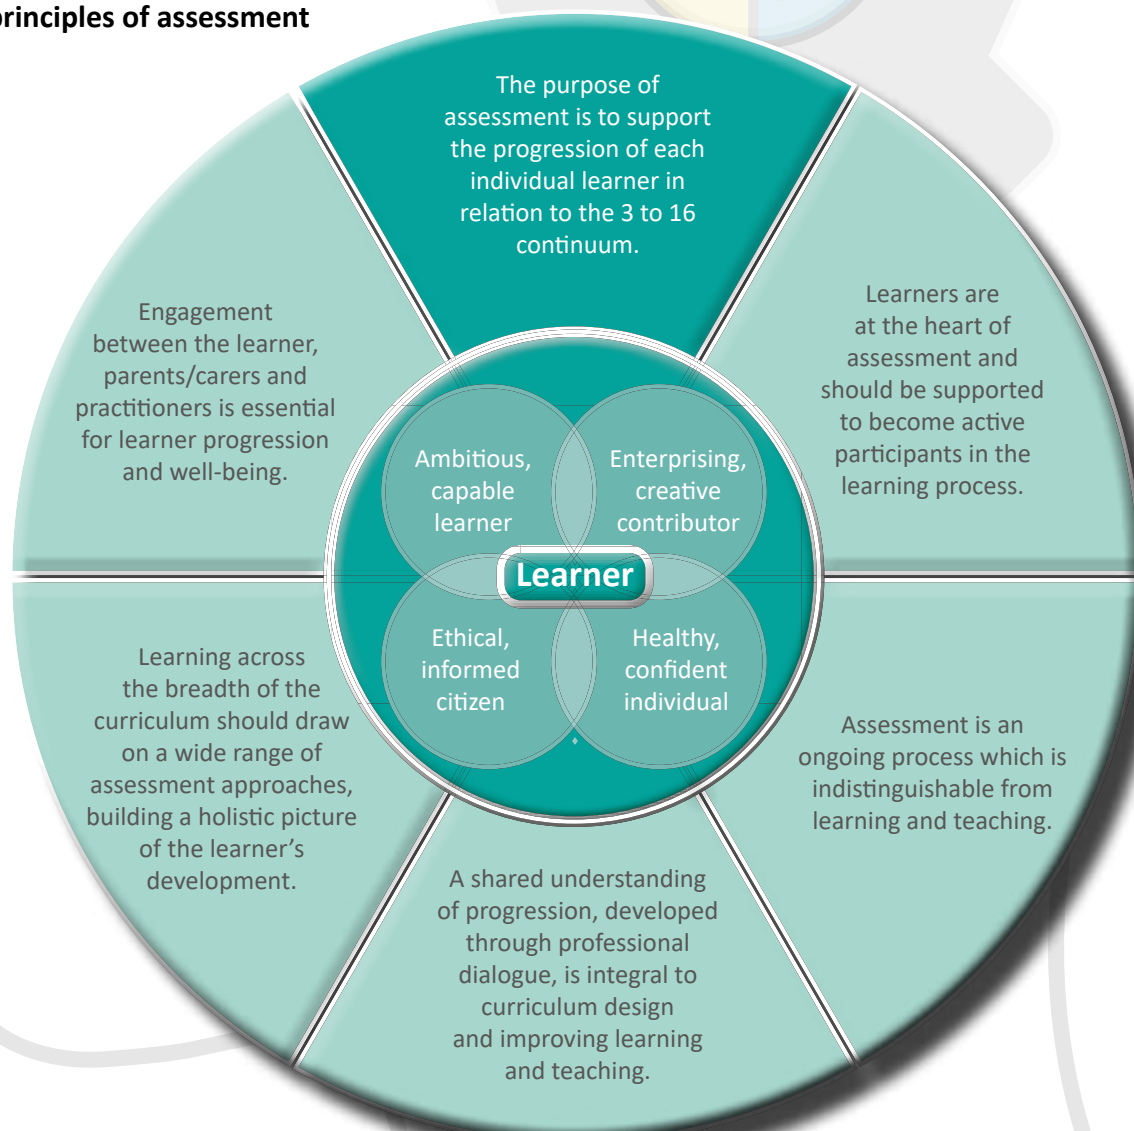 principles of assessment
The purpose of
assessment is to support
the progression of each
individual learner in
relation to the 3 to 16
continuum.
Learners are
at the heart of
assessment and
should be supported
to become active
participants in the
learning process.
Assessment is an
ongoing process which is
indistinguishable from
learning and teaching.
A shared understanding
of progression, developed
through professional
dialogue, is integral to
curriculum design
and improving learning
and teaching.
Learning across
the breadth of the
curriculum should draw
on a wide range of
assessment approaches,
building a holistic picture
of the learner’s
development.
Engagement
between the learner,
parents/carers and
practitioners is essential
for learner progression
and well-being.
Ambitious,
capable
learner
Enterprising,
creative
contributor
Learner
Ethical,
informed
citizen
Healthy,
confident
individual